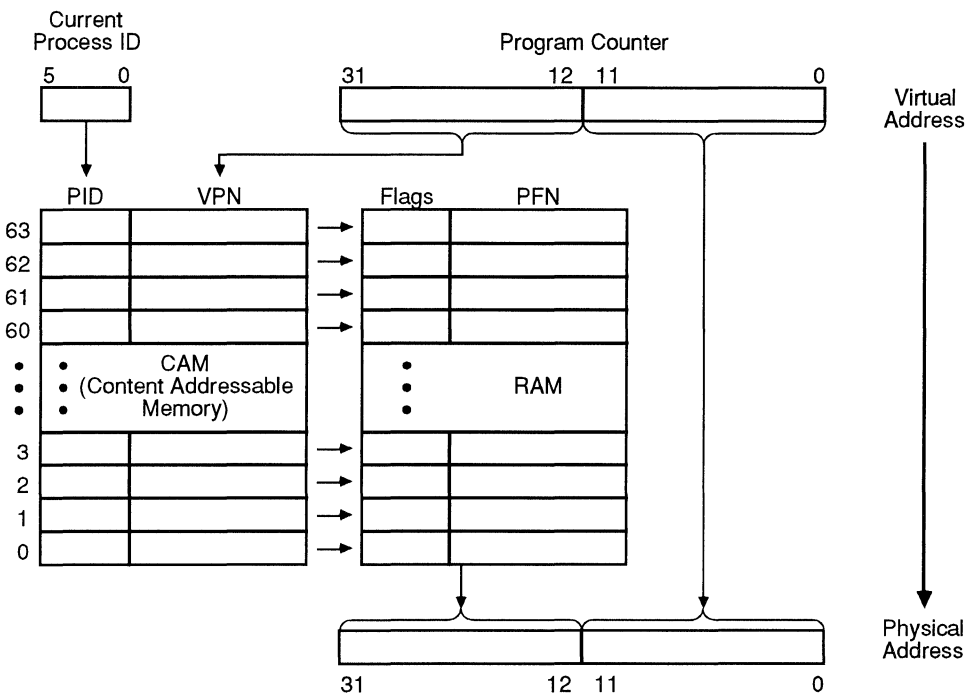 Current
Process ID
Program Counter
5 0
31 12 11 0
Virtual
Address
PID VPN Flags PFN
63
62
61
60
CAM
(Content Addressable
Memory)
RAM
3
2
1
0
Physical
Address
31 12 11 0